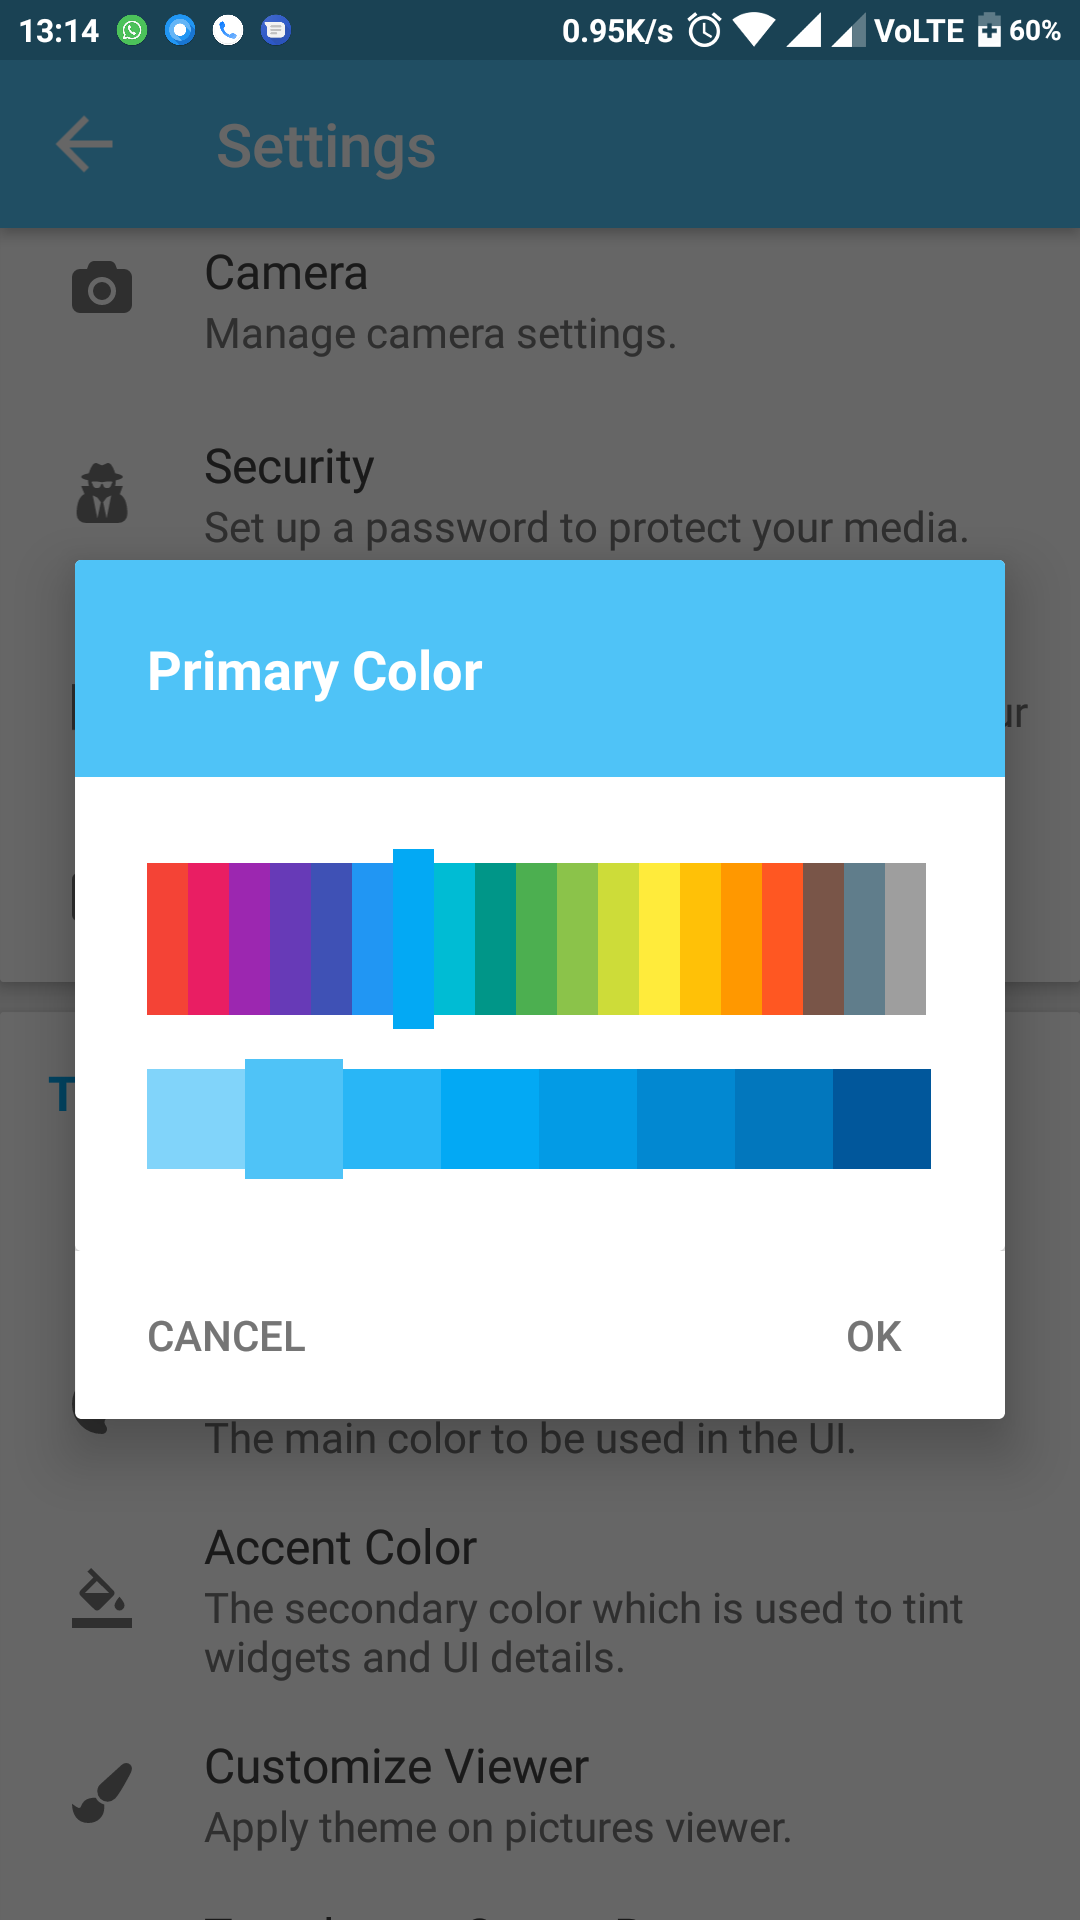 13:14 0.95K/s VoLTE 60%
Settings
Camera
Manage camera settings.
Security
Set up a password to protect your media.
ur
Primary Color
T
CANCEL OK
The main color to be used in the UI.
Accent Color
The secondary color which is used to tint
widgets and UI details.
Customize Viewer
Apply theme on pictures viewer.